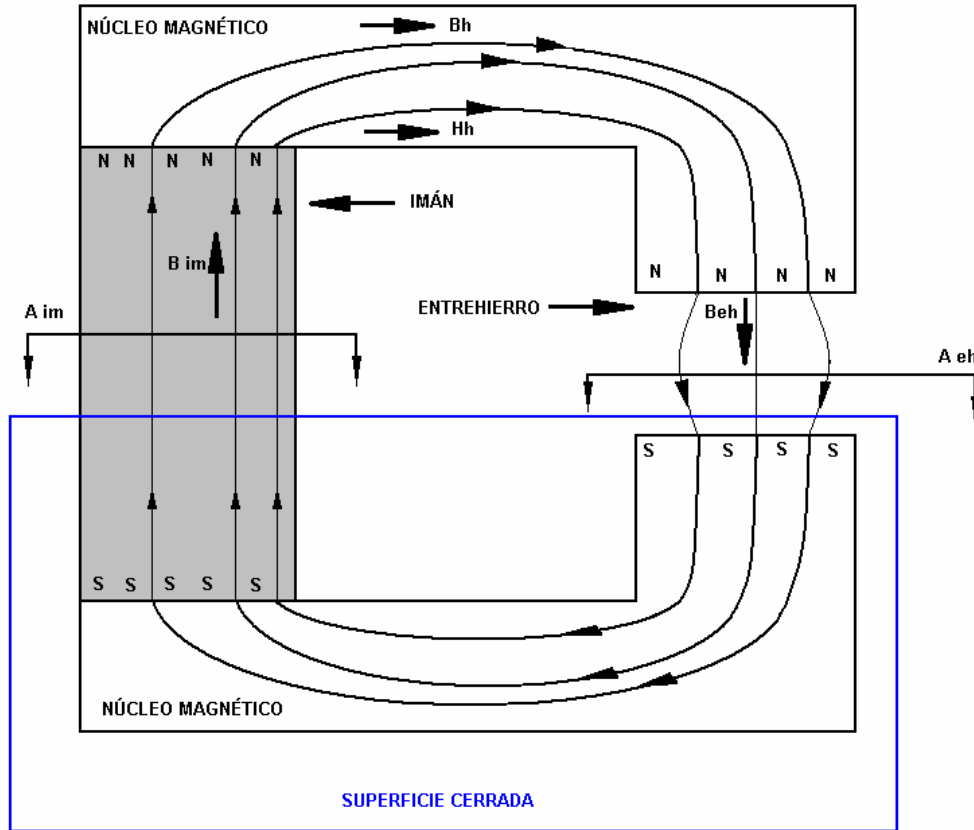 NÚCLEO MAGNÉTICO
Bh
Hh
N N N N N
IMÁN
B im
N N N N
ENTREHIERRO
Beh
A im
A eh
S S S S
S S S S S
NÚCLEO MAGNÉTICO
SUPERFICIE CERRADA